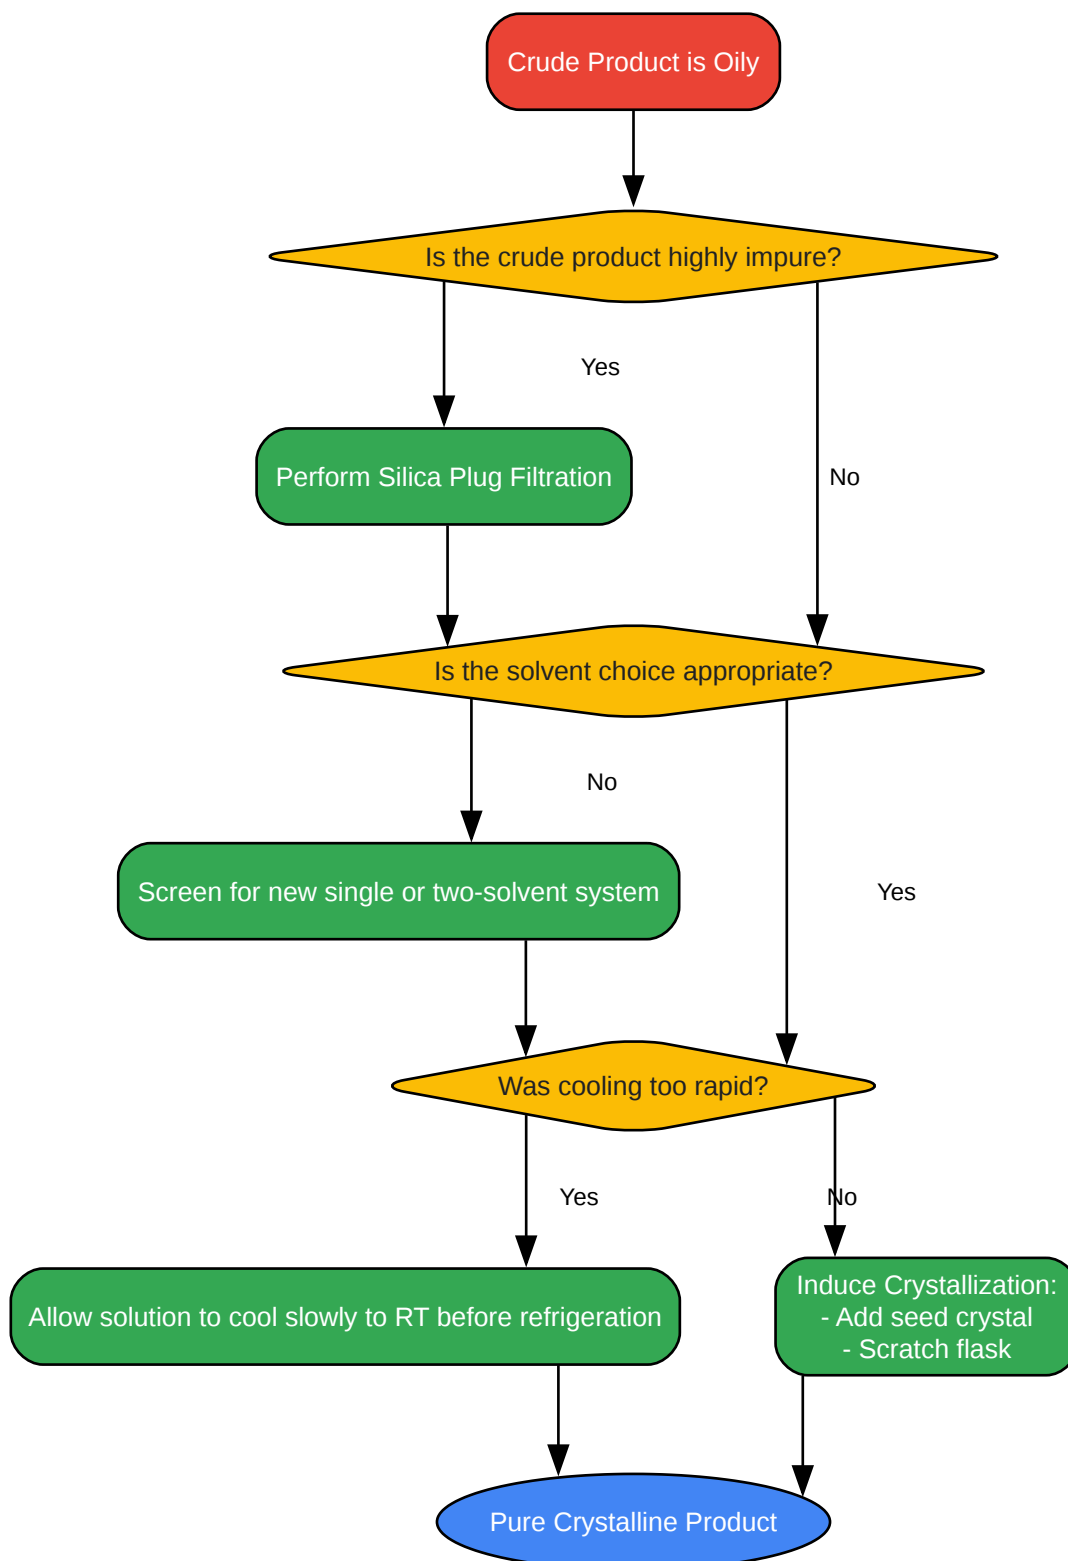 Crude Product is Oily
Is the crude product highly impure?
Yes
Perform Silica Plug Filtration
No
Is the solvent choice appropriate?
No
Screen for new single or two-solvent system
Yes
Was cooling too rapid?
Yes
No
Allow solution to cool slowly to RT before refrigeration
Induce Crystallization:
- Add seed crystal
- Scratch flask
Pure Crystalline Product